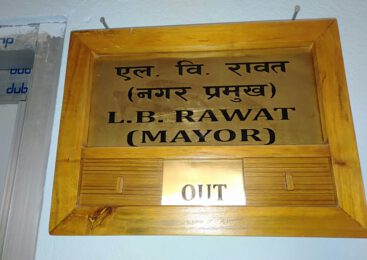 एल. वि. रावत
(नगर प्रमुख)
L.B. RAWAT
(MAYOR)
OUT